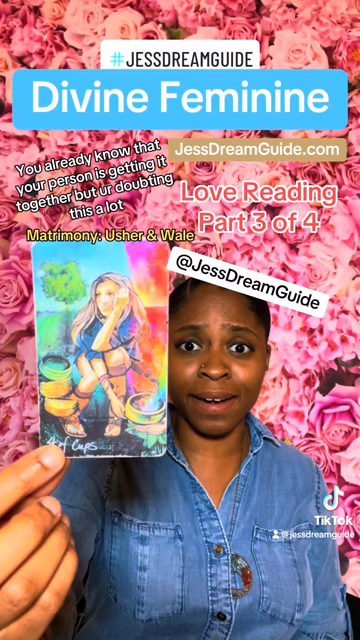 #JESSDREAMGUIDE
Divine Feminine
JessDreamGuide.com
You already know that
your person is getting it
together but ur doubting
this a lot
Love Reading
Part 3 of 4
Matrimony: Usher & Wale
@JessDreamGuide
4 of Cups
TikTok
@jessdreamguide